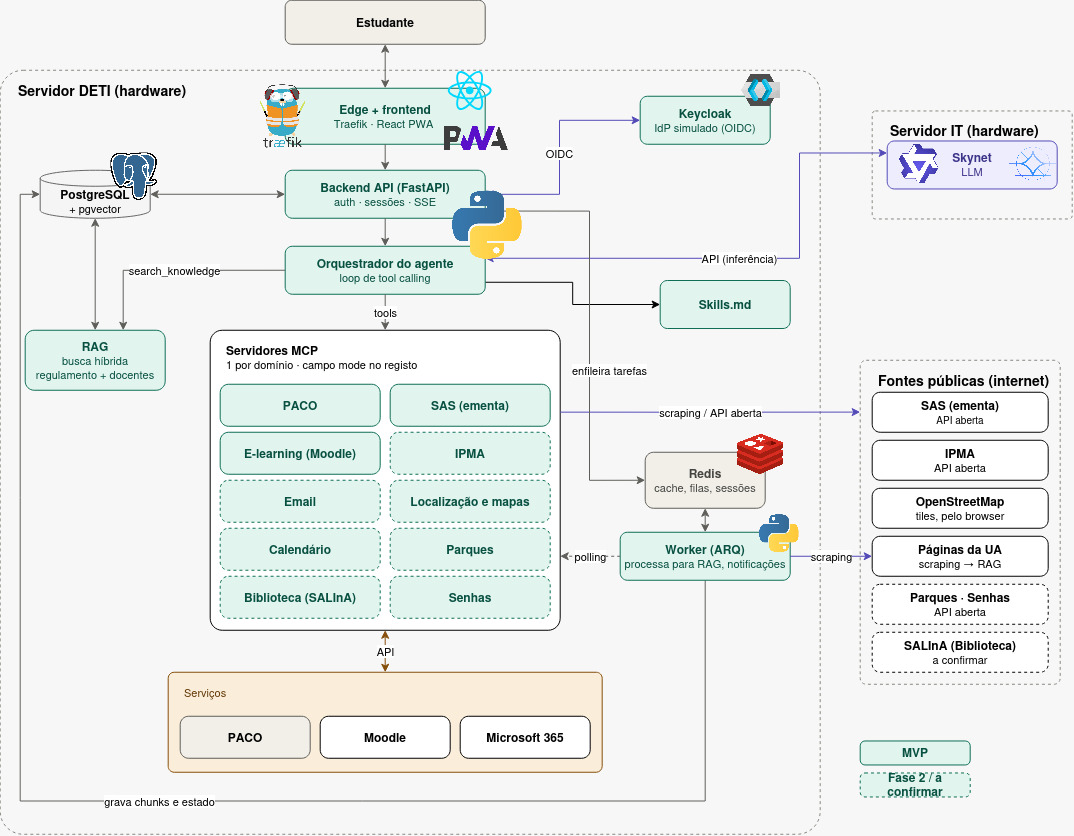 Estudante
Servidor DETI (hardware)
Edge + frontend
Traefik · React PWA
træfik
PWA
Keycloak
IdP simulado (OIDC)
OIDC
Servidor IT (hardware)
Skynet
LLM
PostgreSQL
+ pgvector
Backend API (FastAPI)
auth · sessões · SSE
Orquestrador do agente
loop de tool calling
API (inferência)
search_knowledge
Skills.md
tools
RAG
busca híbrida
regulamento + docentes
Servidores MCP
1 por domínio · campo mode no registo
PACO
SAS (ementa)
E-learning (Moodle)
IPMA
Email
Localização e mapas
Calendário
Parques
Biblioteca (SALInA)
Senhas
enfileira tarefas
scraping / API aberta
Redis
cache, filas, sessões
Worker (ARQ)
processa para RAG, notificações
polling
scraping
Fontes públicas (internet)
SAS (ementa)
API aberta
IPMA
API aberta
OpenStreetMap
tiles, pelo browser
Páginas da UA
scraping → RAG
Parques · Senhas
API aberta
SALInA (Biblioteca)
a confirmar
API
Serviços
PACO
Moodle
Microsoft 365
grava chunks e estado
MVP
Fase 2 / a
confirmar